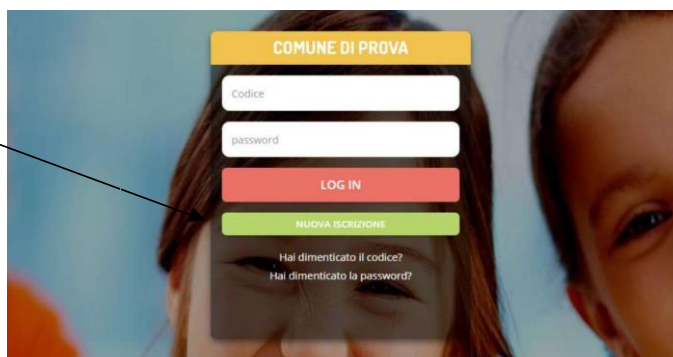 COMUNE DI PROVA
Codice
password
LOG IN
NUOVA ISCRIZIONE
Hai dimenticato il codice?
Hai dimenticato la password?